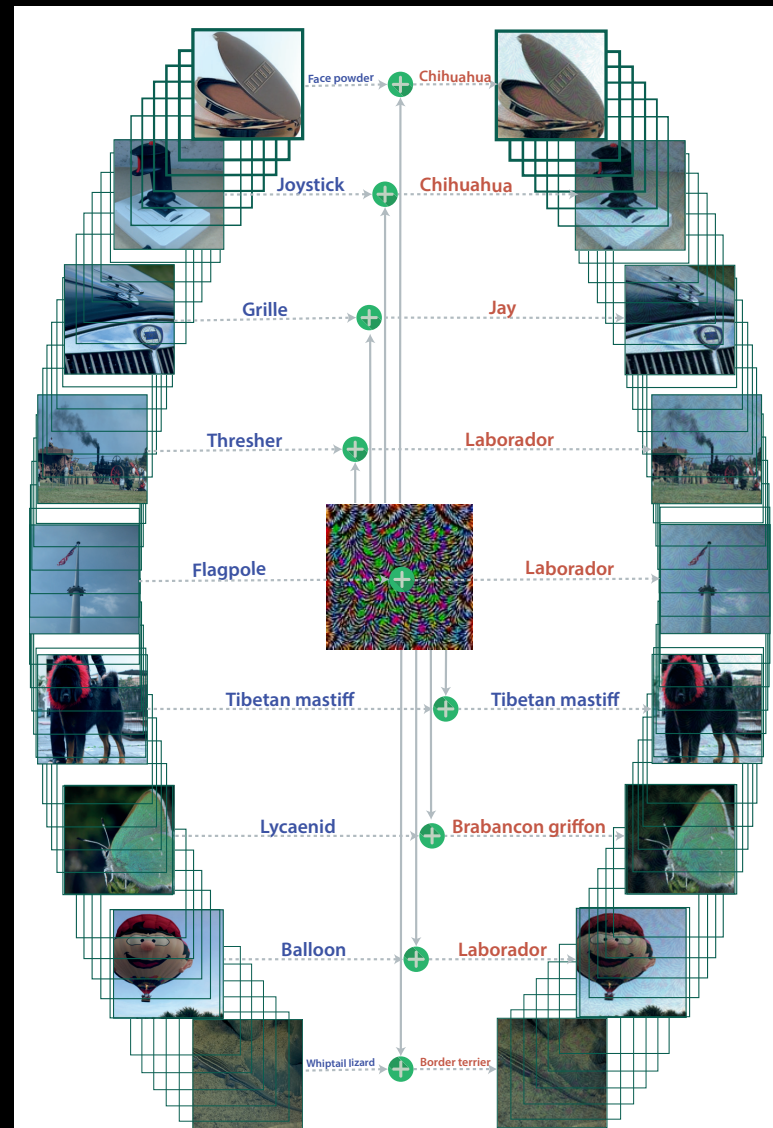 Face powder Chihuahua
Joystick Chihuahua
Grille Jay
Thresher Laborador
Flagpole Laborador
Tibetan mastiff Tibetan mastiff
Lycaenid Brabancon griffon
Balloon Laborador
Whiptail lizard Border terrier